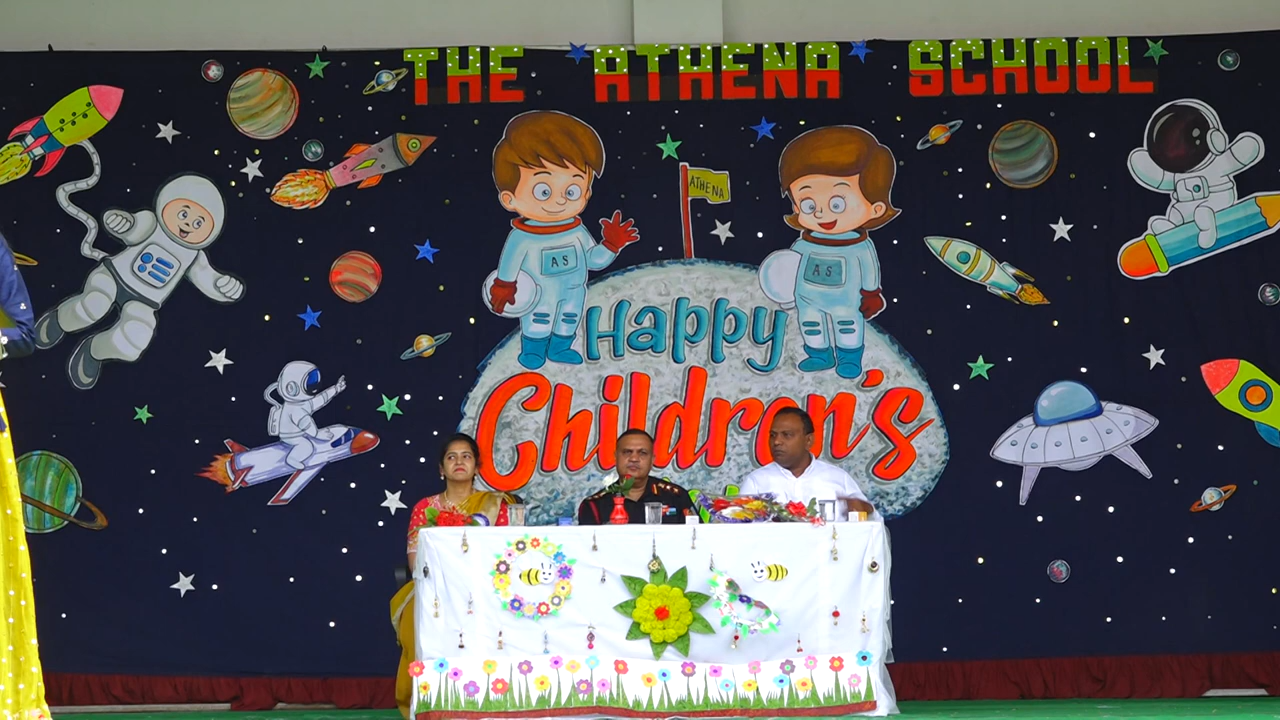 THE ATHENA SCHOOL
ATHENA
AS
AS
Happy
Children's